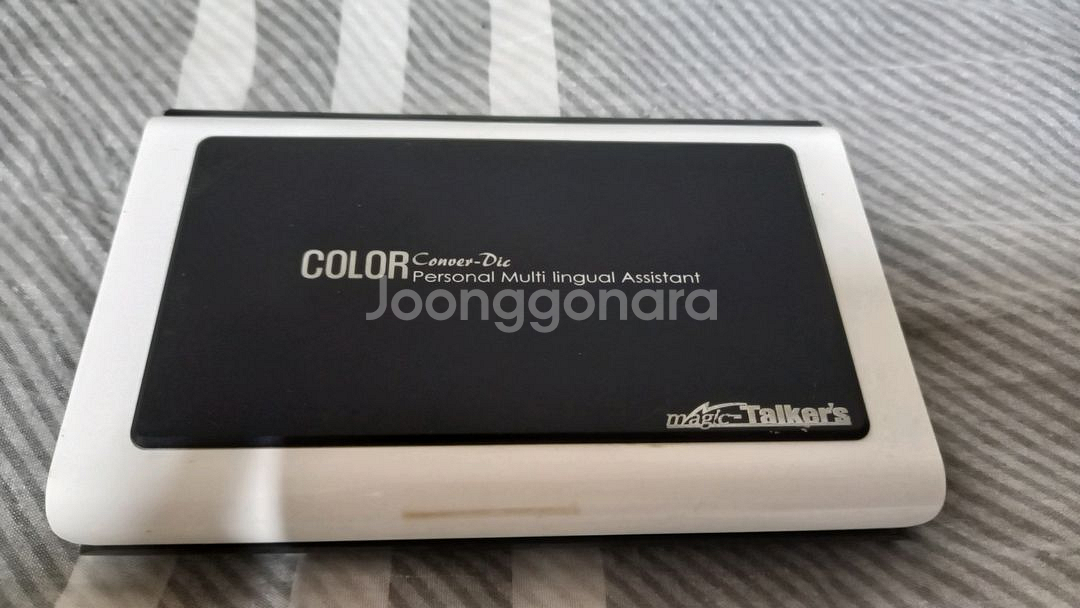 COLOR Conver-Dic
Personal Multi lingual Assistant
Joonggonara
magic-Talker's